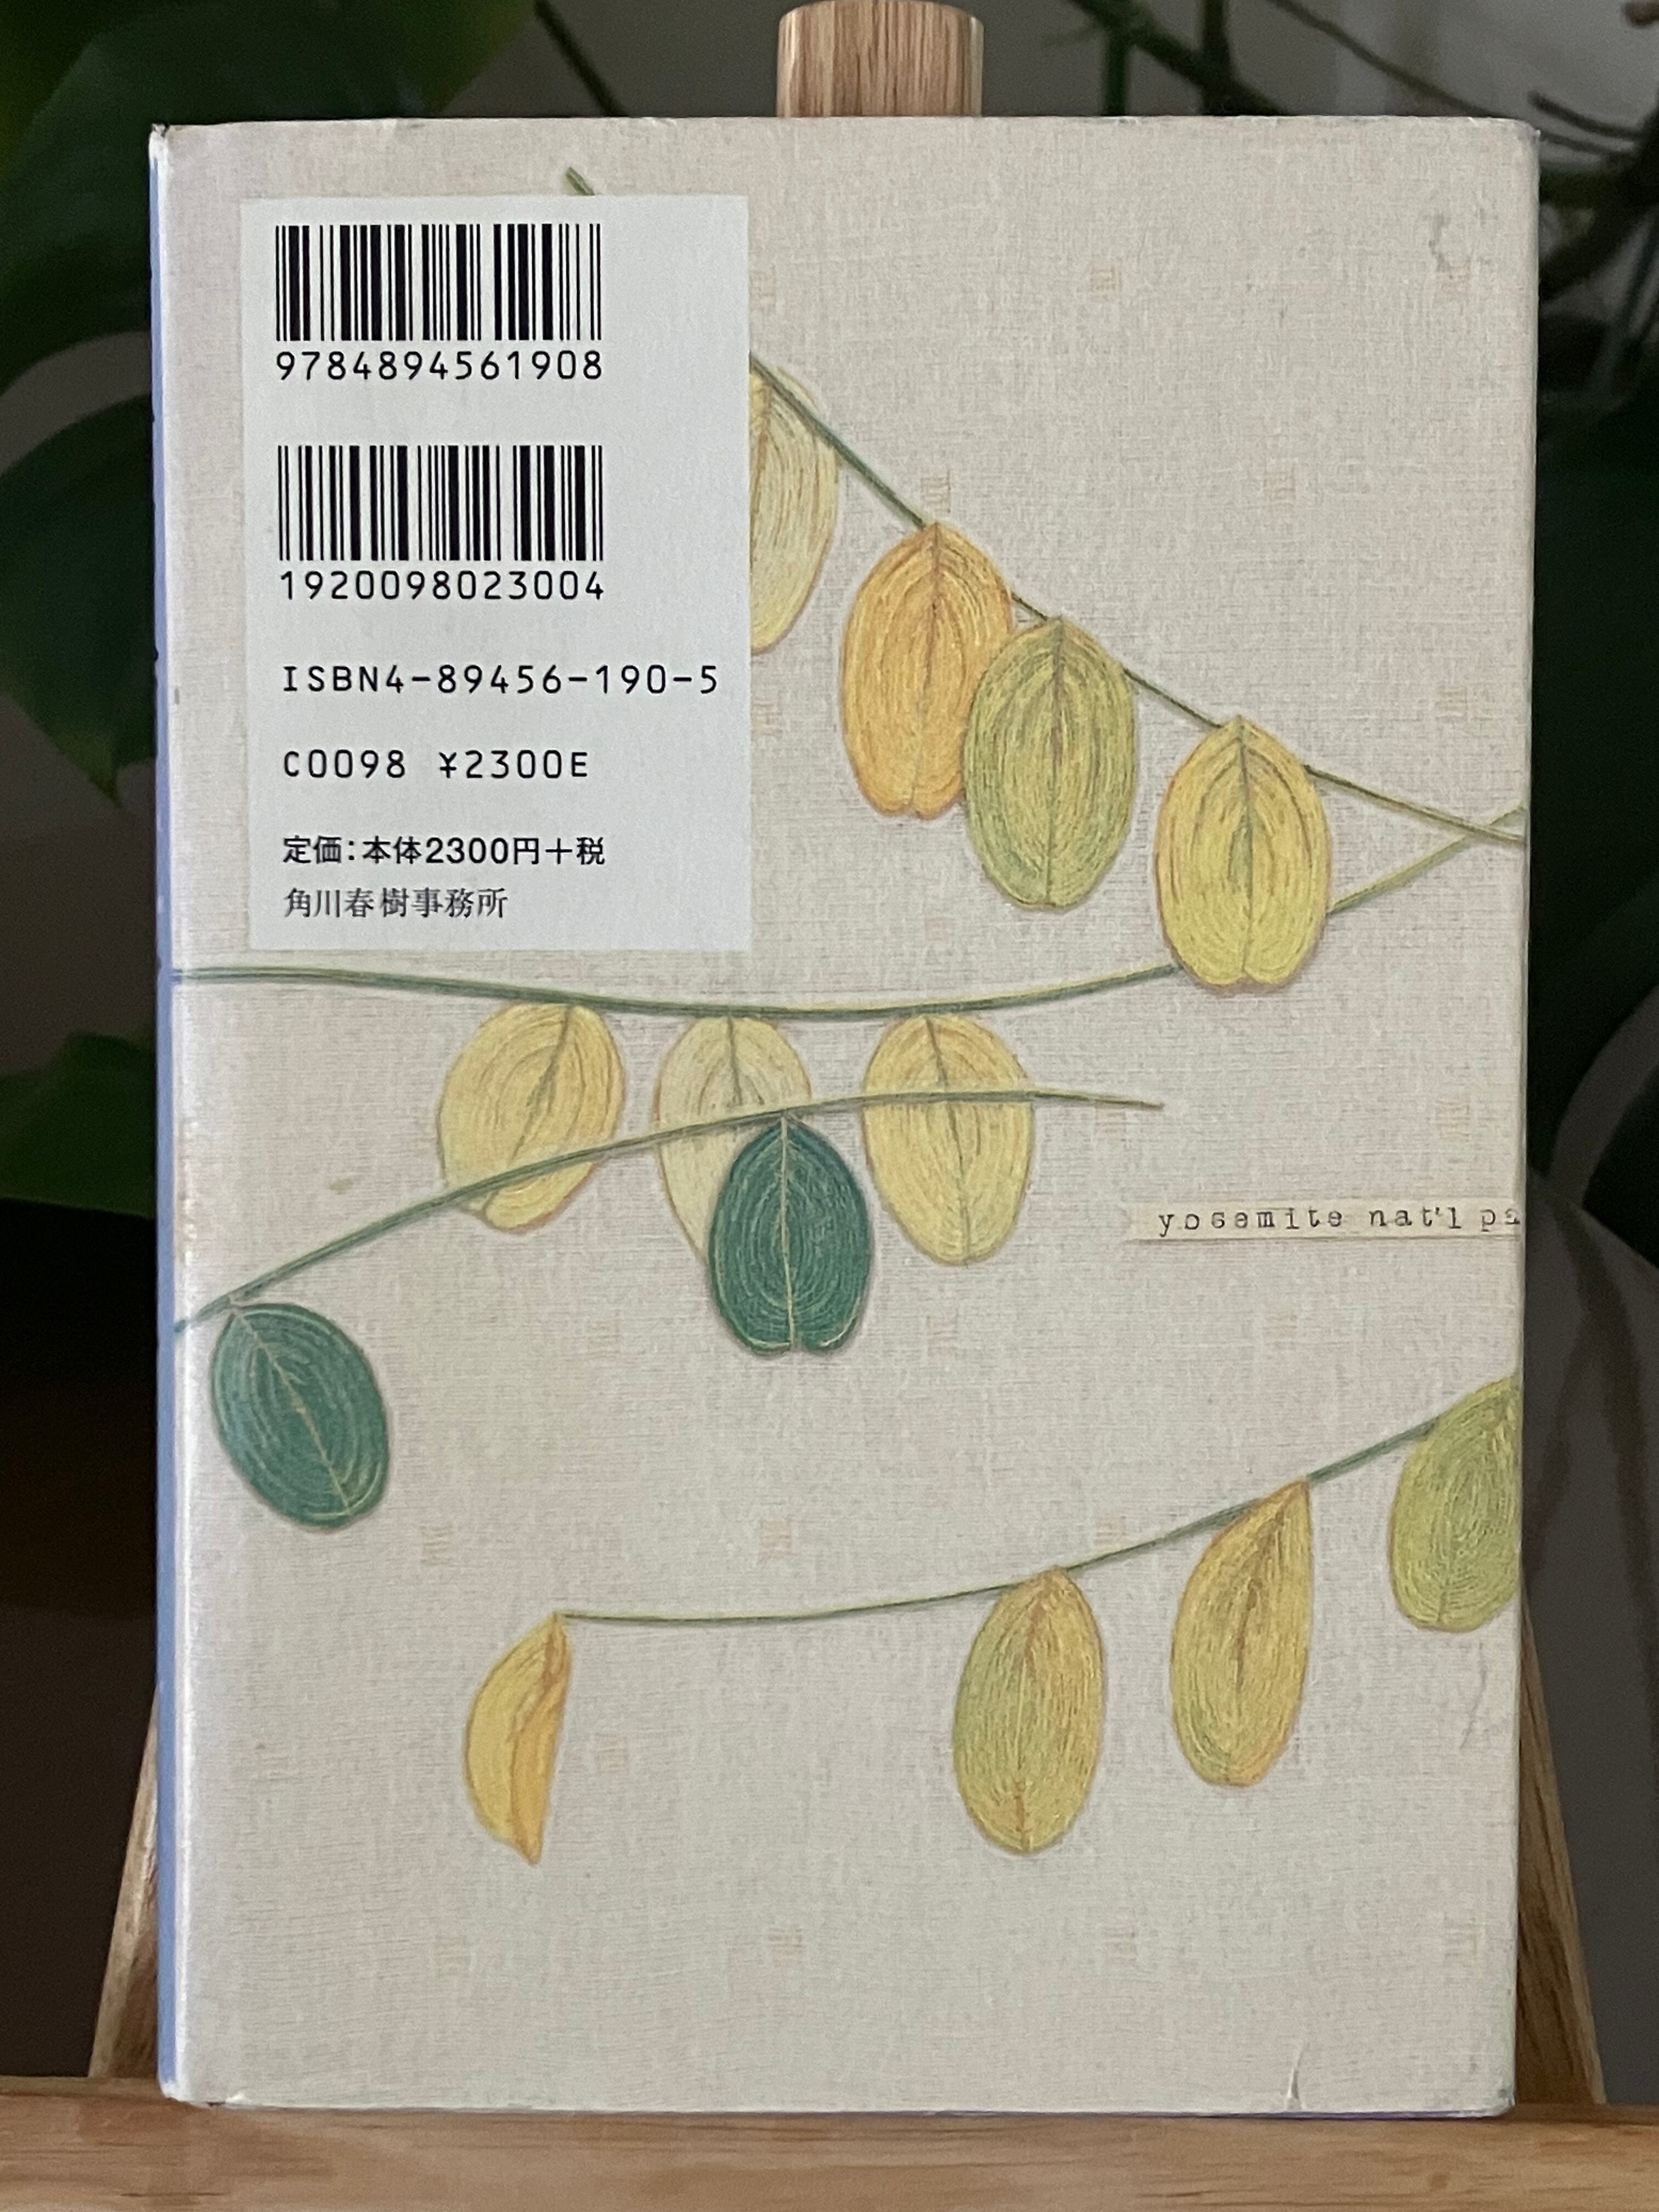 9784894561908
1920098023004
ISBN4-89456-190-5
C0098 ¥2300E
定価:本体2300円+税
角川春樹事務所
yosemite nat'l